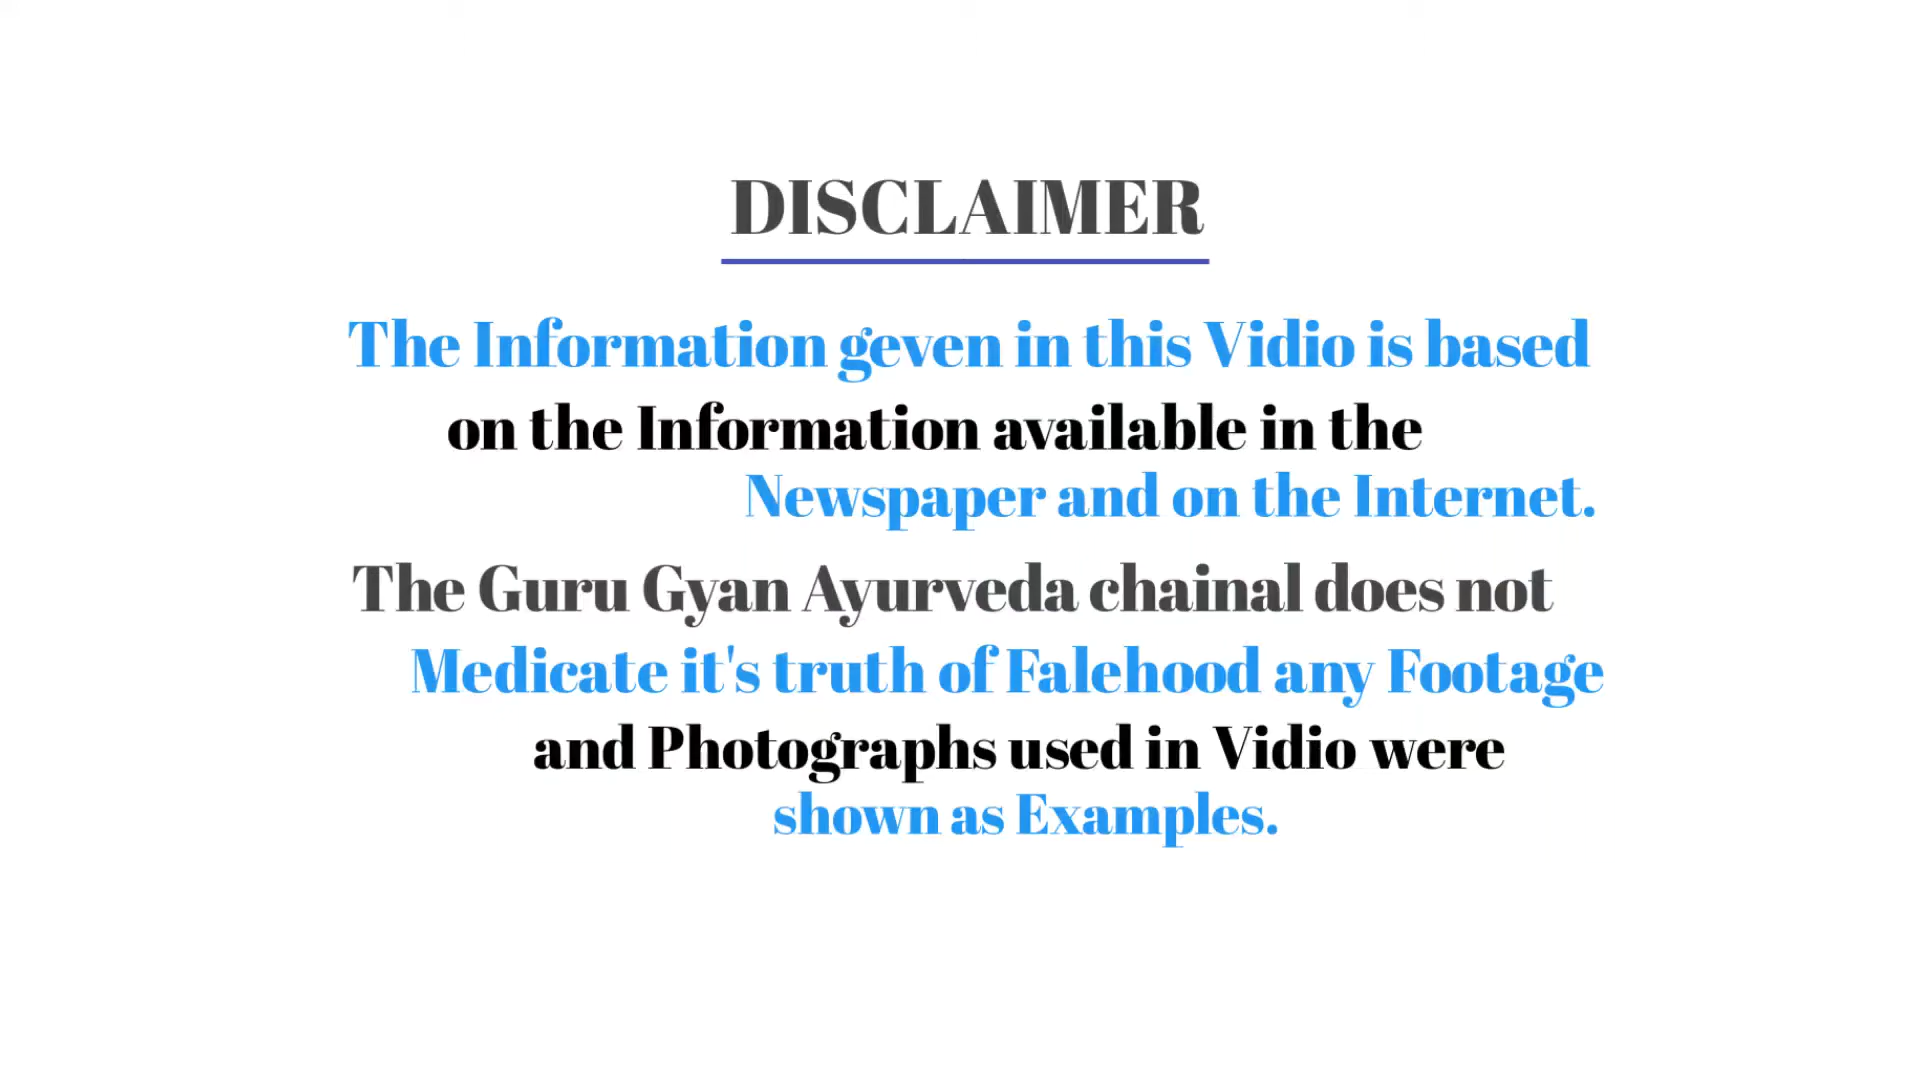 DISCLAIMER
The Information geven in this Vidio is based
on the Information available in the
Newspaper and on the Internet.
The Guru Gyan Ayurveda chainal does not
Medicate it's truth of Falehood any Footage
and Photographs used in Vidio were
shown as Examples.